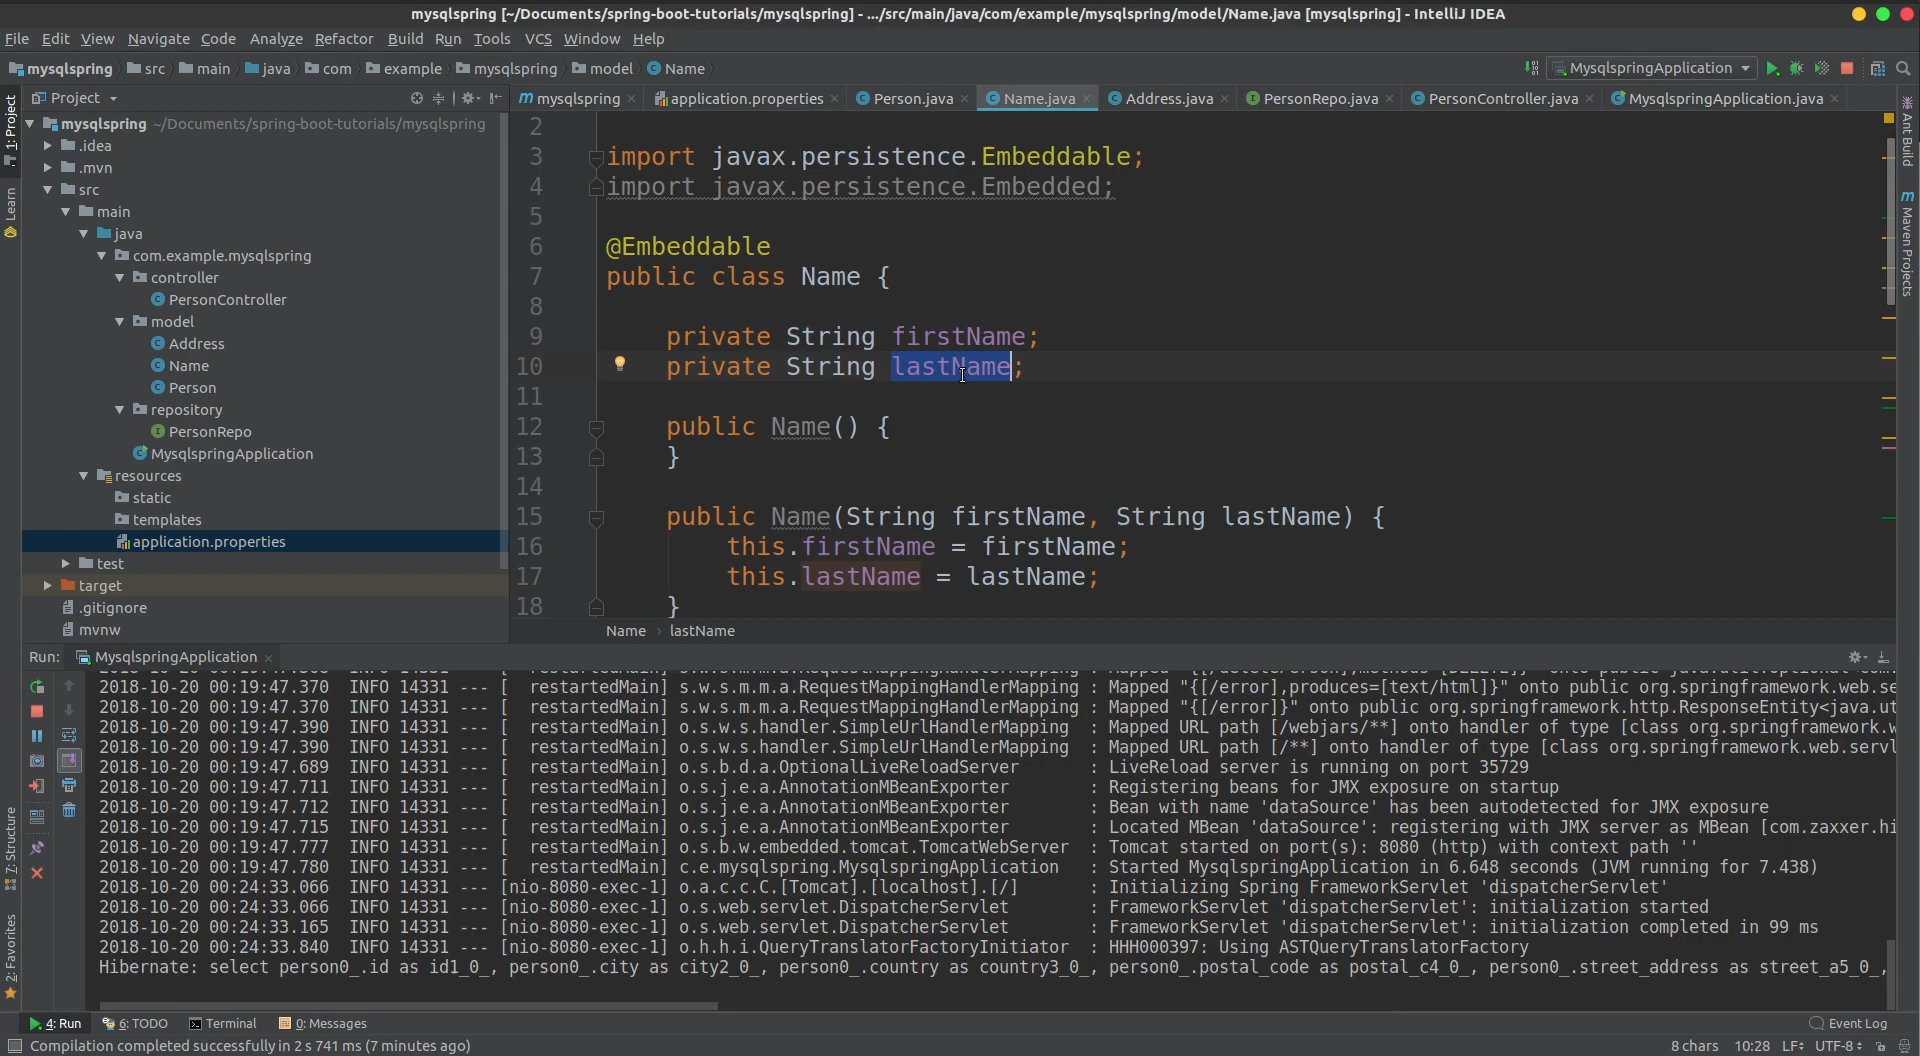 mysqlspring [~/Documents/spring-boot-tutorials/mysqlspring] - .../src/main/java/com/example/mysqlspring/model/Name.java [mysqlspring] - IntelliJ IDEA
File Edit View Navigate Code Analyze Refactor Build Run Tools VCS Window Help
mysqlspring src main java com example mysqlspring model Name MysqlspringApplication
Project
mysqlspring application.properties Person.java Name.java Address.java PersonRepo.java PersonController.java MysqlspringApplication.java
1: Project
Learn
7: Structure
2: Favorites
Ant Build
Maven Projects
mysqlspring ~/Documents/spring-boot-tutorials/mysqlspring
.idea
.mvn
src
main
java
com.example.mysqlspring
controller
PersonController
model
Address
Name
Person
repository
PersonRepo
MysqlspringApplication
resources
static
templates
application.properties
test
target
.gitignore
mvnw
2
3 import javax.persistence.Embeddable;
4 import javax.persistence.Embedded;
5
6 @Embeddable
7 public class Name {
8
9 private String firstName;
10 private String lastName;
11
12 public Name() {
13 }
14
15 public Name(String firstName, String lastName) {
16 this.firstName = firstName;
17 this.lastName = lastName;
18 }
Name lastName
Run: MysqlspringApplication
2018-10-20 00:19:47.370 INFO 14331 --- [ restartedMain] s.w.s.m.m.a.RequestMappingHandlerMapping : Mapped "{[/error],produces=[text/html]}" onto public org.springframework.web.se
2018-10-20 00:19:47.370 INFO 14331 --- [ restartedMain] s.w.s.m.m.a.RequestMappingHandlerMapping : Mapped "{[/error]}" onto public org.springframework.http.ResponseEntity<java.ut
2018-10-20 00:19:47.390 INFO 14331 --- [ restartedMain] o.s.w.s.handler.SimpleUrlHandlerMapping : Mapped URL path [/webjars/**] onto handler of type [class org.springframework.w
2018-10-20 00:19:47.390 INFO 14331 --- [ restartedMain] o.s.w.s.handler.SimpleUrlHandlerMapping : Mapped URL path [/**] onto handler of type [class org.springframework.web.servl
2018-10-20 00:19:47.689 INFO 14331 --- [ restartedMain] o.s.b.d.a.OptionalLiveReloadServer : LiveReload server is running on port 35729
2018-10-20 00:19:47.711 INFO 14331 --- [ restartedMain] o.s.j.e.a.AnnotationMBeanExporter : Registering beans for JMX exposure on startup
2018-10-20 00:19:47.712 INFO 14331 --- [ restartedMain] o.s.j.e.a.AnnotationMBeanExporter : Bean with name 'dataSource' has been autodetected for JMX exposure
2018-10-20 00:19:47.715 INFO 14331 --- [ restartedMain] o.s.j.e.a.AnnotationMBeanExporter : Located MBean 'dataSource': registering with JMX server as MBean [com.zaxxer.hi
2018-10-20 00:19:47.777 INFO 14331 --- [ restartedMain] o.s.b.w.embedded.tomcat.TomcatWebServer : Tomcat started on port(s): 8080 (http) with context path ''
2018-10-20 00:19:47.780 INFO 14331 --- [ restartedMain] c.e.mysqlspring.MysqlspringApplication : Started MysqlspringApplication in 6.648 seconds (JVM running for 7.438)
2018-10-20 00:24:33.066 INFO 14331 --- [nio-8080-exec-1] o.a.c.c.C.[Tomcat].[localhost].[/] : Initializing Spring FrameworkServlet 'dispatcherServlet'
2018-10-20 00:24:33.066 INFO 14331 --- [nio-8080-exec-1] o.s.web.servlet.DispatcherServlet : FrameworkServlet 'dispatcherServlet': initialization started
2018-10-20 00:24:33.165 INFO 14331 --- [nio-8080-exec-1] o.s.web.servlet.DispatcherServlet : FrameworkServlet 'dispatcherServlet': initialization completed in 99 ms
2018-10-20 00:24:33.840 INFO 14331 --- [nio-8080-exec-1] o.h.h.i.QueryTranslatorFactoryInitiator : HHH000397: Using ASTQueryTranslatorFactory
Hibernate: select person0_.id as id1_0_, person0_.city as city2_0_, person0_.country as country3_0_, person0_.postal_code as postal_c4_0_, person0_.street_address as street_a5_0_,
4: Run 6: TODO Terminal 0: Messages Event Log
Compilation completed successfully in 2 s 741 ms (7 minutes ago) 8 chars 10:28 LF UTF-8